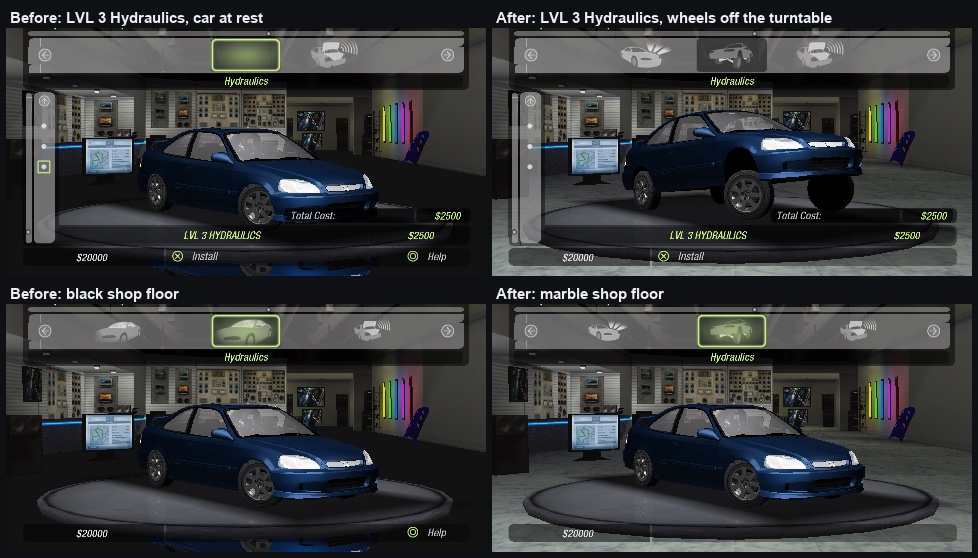 Before: LVL 3 Hydraulics, car at rest
Hydraulics
Total Cost:
$2500
LVL 3 HYDRAULICS
$2500
$20000
Install
Help
After: LVL 3 Hydraulics, wheels off the turntable
Hydraulics
Total Cost:
$2500
LVL 3 HYDRAULICS
$2500
$20000
Install
Before: black shop floor
Hydraulics
$20000
Help
After: marble shop floor
Hydraulics
$20000